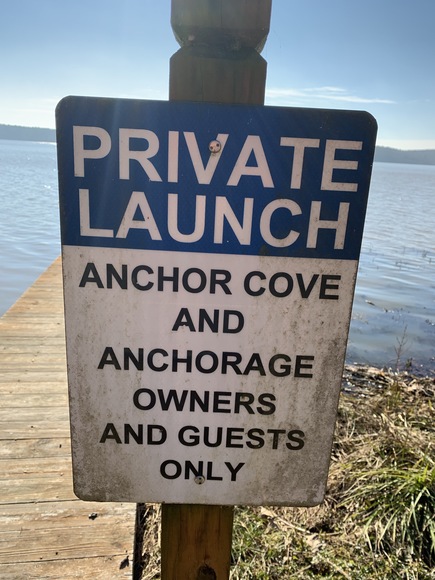 PRIVATE
LAUNCH
ANCHOR COVE
AND
ANCHORAGE
OWNERS
AND GUESTS
ONLY